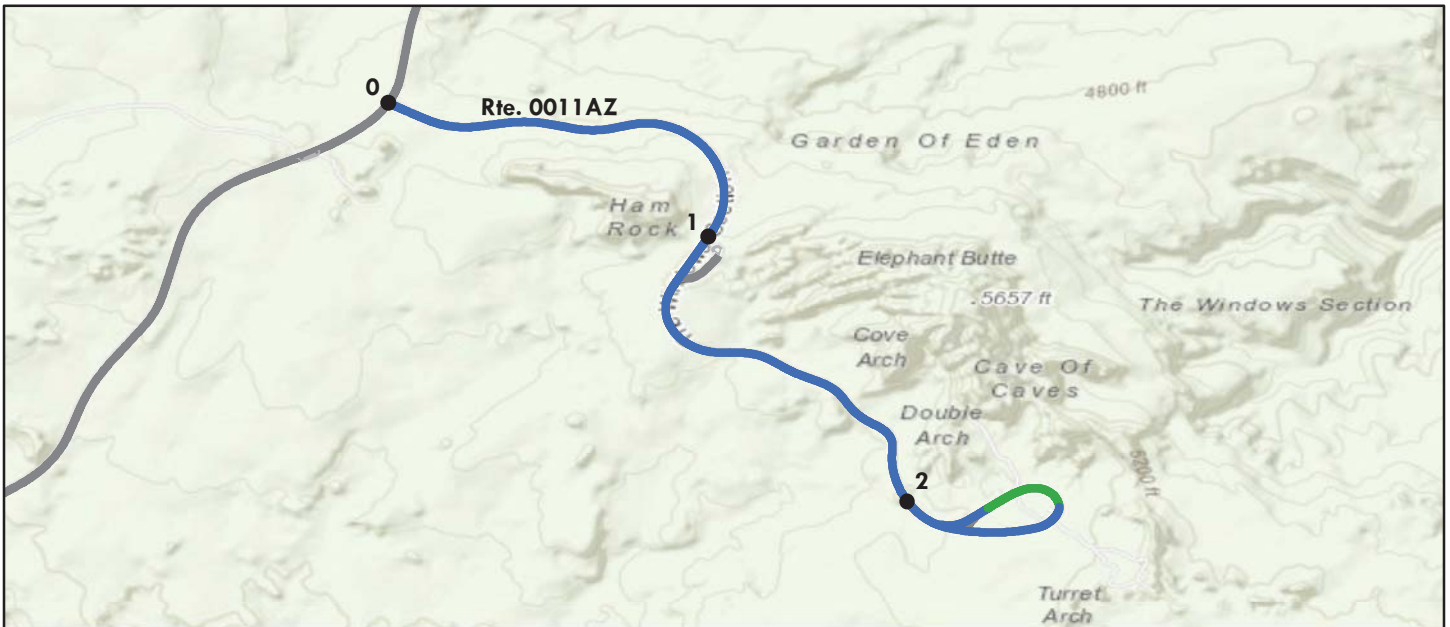 0
Rte. 0011AZ
4800 ft
Garden Of Eden
Ham
Rock
1
Elephant Butte
. 5657 ft
The Windows Section
Cove
Arch
Cave Of
Caves
Double
Arch
5200 ft
2
Turret
Arch